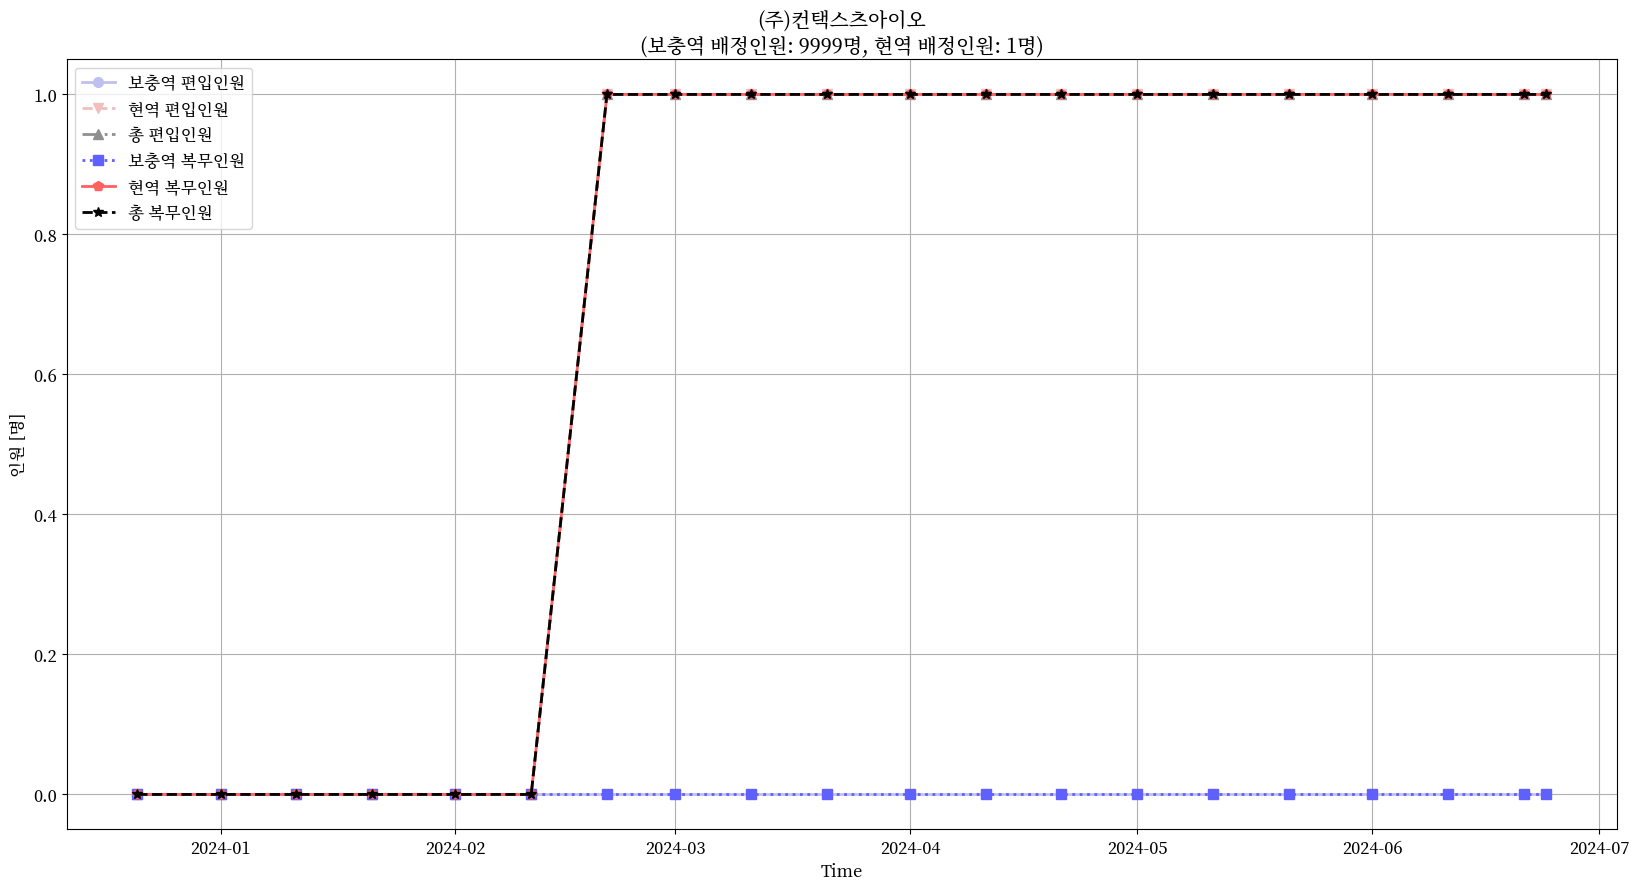 (주)컨택스츠아이오
(보충역 배정인원: 9999명, 현역 배정인원: 1명)
보충역 편입인원
현역 편입인원
총 편입인원
보충역 복무인원
현역 복무인원
총 복무인원
1.0
0.8
0.6
0.4
0.2
0.0
인원 [명]
2024-01
2024-02
2024-03
2024-04
2024-05
2024-06
2024-07
Time